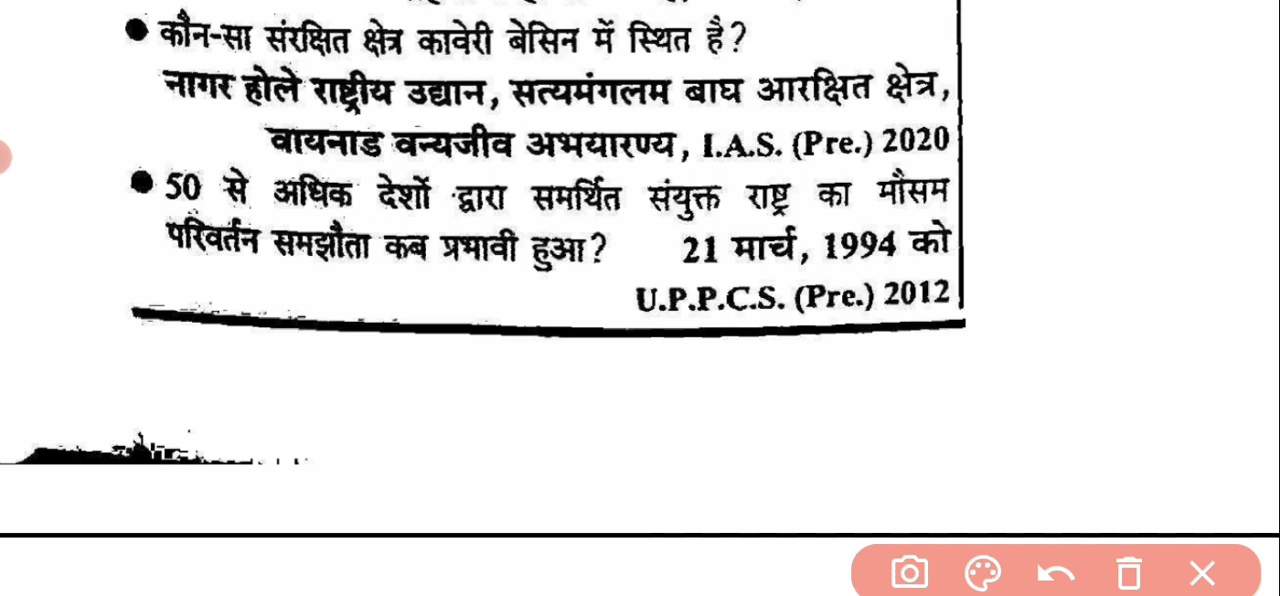 ● कौन-सा संरक्षित क्षेत्र कावेरी बेसिन में स्थित है?
नागर होले राष्ट्रीय उद्यान, सत्यमंगलम बाघ आरक्षित क्षेत्र,
वायनाड वन्यजीव अभयारण्य, I.A.S. (Pre.) 2020
● 50 से अधिक देशों द्वारा समर्थित संयुक्त राष्ट्र का मौसम
परिवर्तन समझौता कब प्रभावी हुआ? 21 मार्च, 1994 को
U.P.P.C.S. (Pre.) 2012